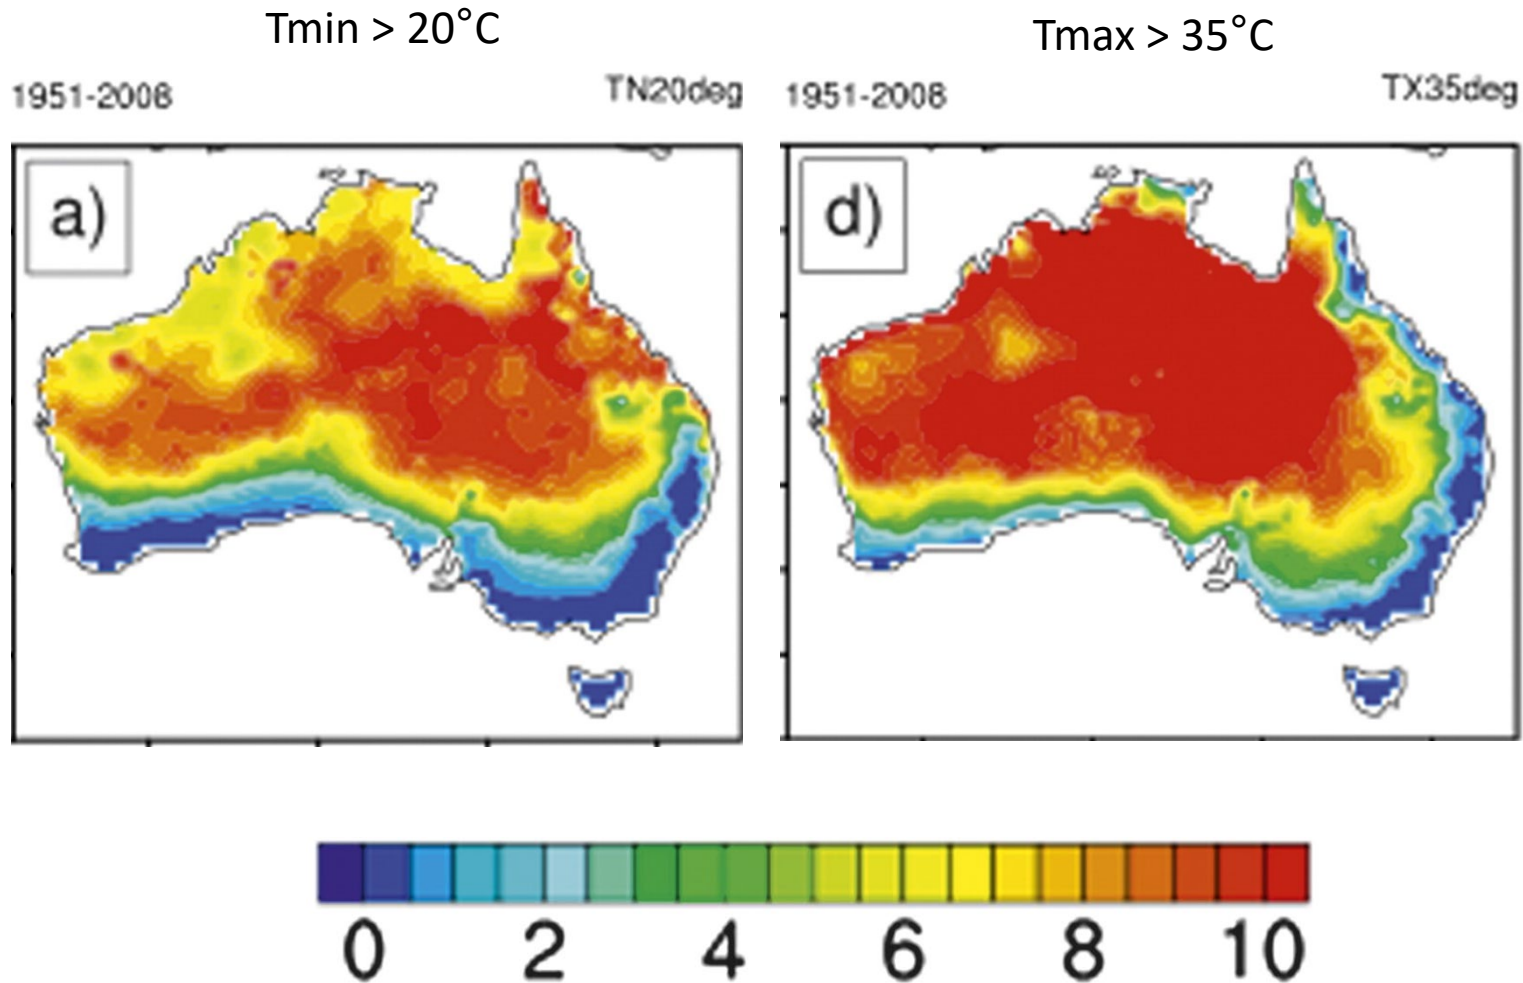 Tmin > 20°C
Tmax > 35°C
1951-2008
TN20deg
1951-2008
TX35deg
a)
d)
0 2 4 6 8 10